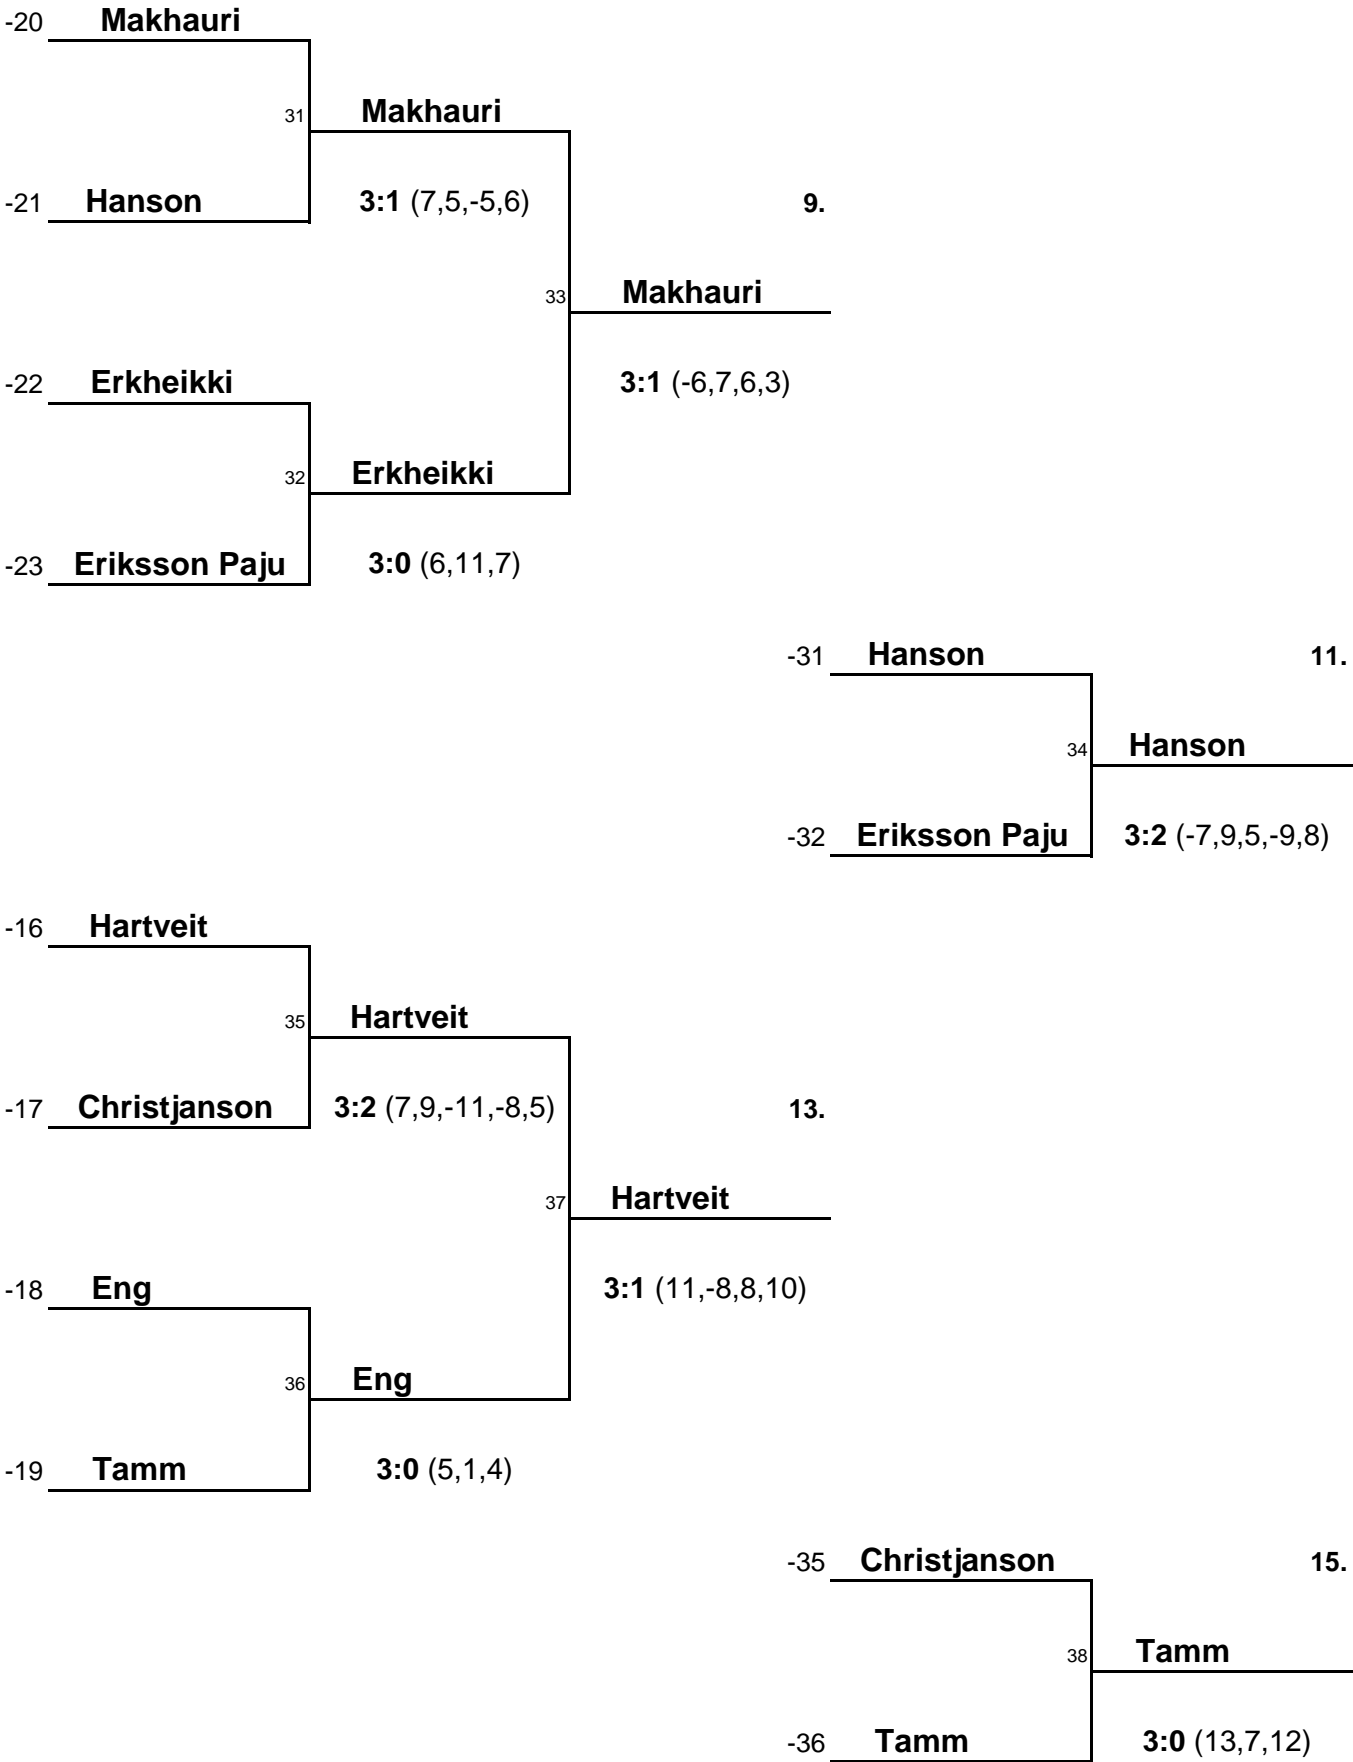 -20 Makhauri
31 Makhauri
-21 Hanson 3:1 (7,5,-5,6) 9.
33 Makhauri
-22 Erkheikki 3:1 (-6,7,6,3)
32 Erkheikki
-23 Eriksson Paju 3:0 (6,11,7)
-31 Hanson 11.
34 Hanson
-32 Eriksson Paju 3:2 (-7,9,5,-9,8)
-16 Hartveit
35 Hartveit
-17 Christjanson 3:2 (7,9,-11,-8,5) 13.
37 Hartveit
-18 Eng 3:1 (11,-8,8,10)
36 Eng
-19 Tamm 3:0 (5,1,4)
-35 Christjanson 15.
38 Tamm
-36 Tamm 3:0 (13,7,12)